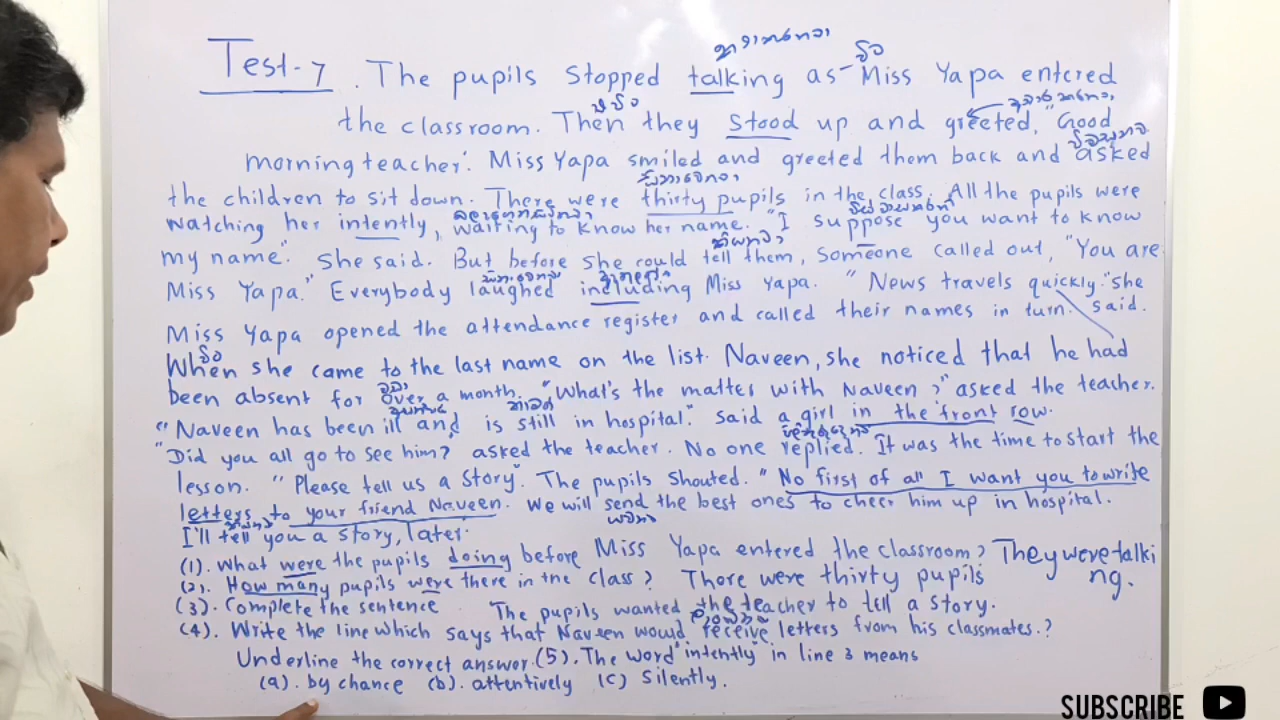 Test-7. The pupils stopped talking as Miss Yapa entered
the classroom. Then they stood up and greeted, "Good
morning teacher". Miss Yapa smiled and greeted them back and asked
the children to sit down. There were thirty pupils in the class. All the pupils were
watching her intently, waiting to know her name. "I suppose you want to know
my name." she said. But before she could tell them, someone called out, "You are
Miss Yapa." Everybody laughed including Miss Yapa. "News travels quickly." she
said.
Miss Yapa opened the attendance register and called their names in turn.
When she came to the last name on the list. Naveen, she noticed that he had
been absent for over a month. "What's the matter with Naveen?" asked the teacher.
"Naveen has been ill and is still in hospital." said a girl in the front row.
"Did you all go to see him?" asked the teacher. No one replied. It was the time to start the
lesson. "Please tell us a story". The pupils shouted. "No first of all I want you to write
letters to your friend Naveen. We will send the best ones to cheer him up in hospital.
I'll tell you a story, later.
(1). What were the pupils doing before Miss Yapa entered the classroom? They were talki
ng.
(2). How many pupils were there in the class? There were thirty pupils
(3). Complete the sentence The pupils wanted the teacher to tell a story.
(4). Write the line which says that Naveen would receive letters from his classmates.?
Underline the correct answer. (5). The word "intently" in line 3 means
(a). by chance (b). attentively (c) Silently.
SUBSCRIBE